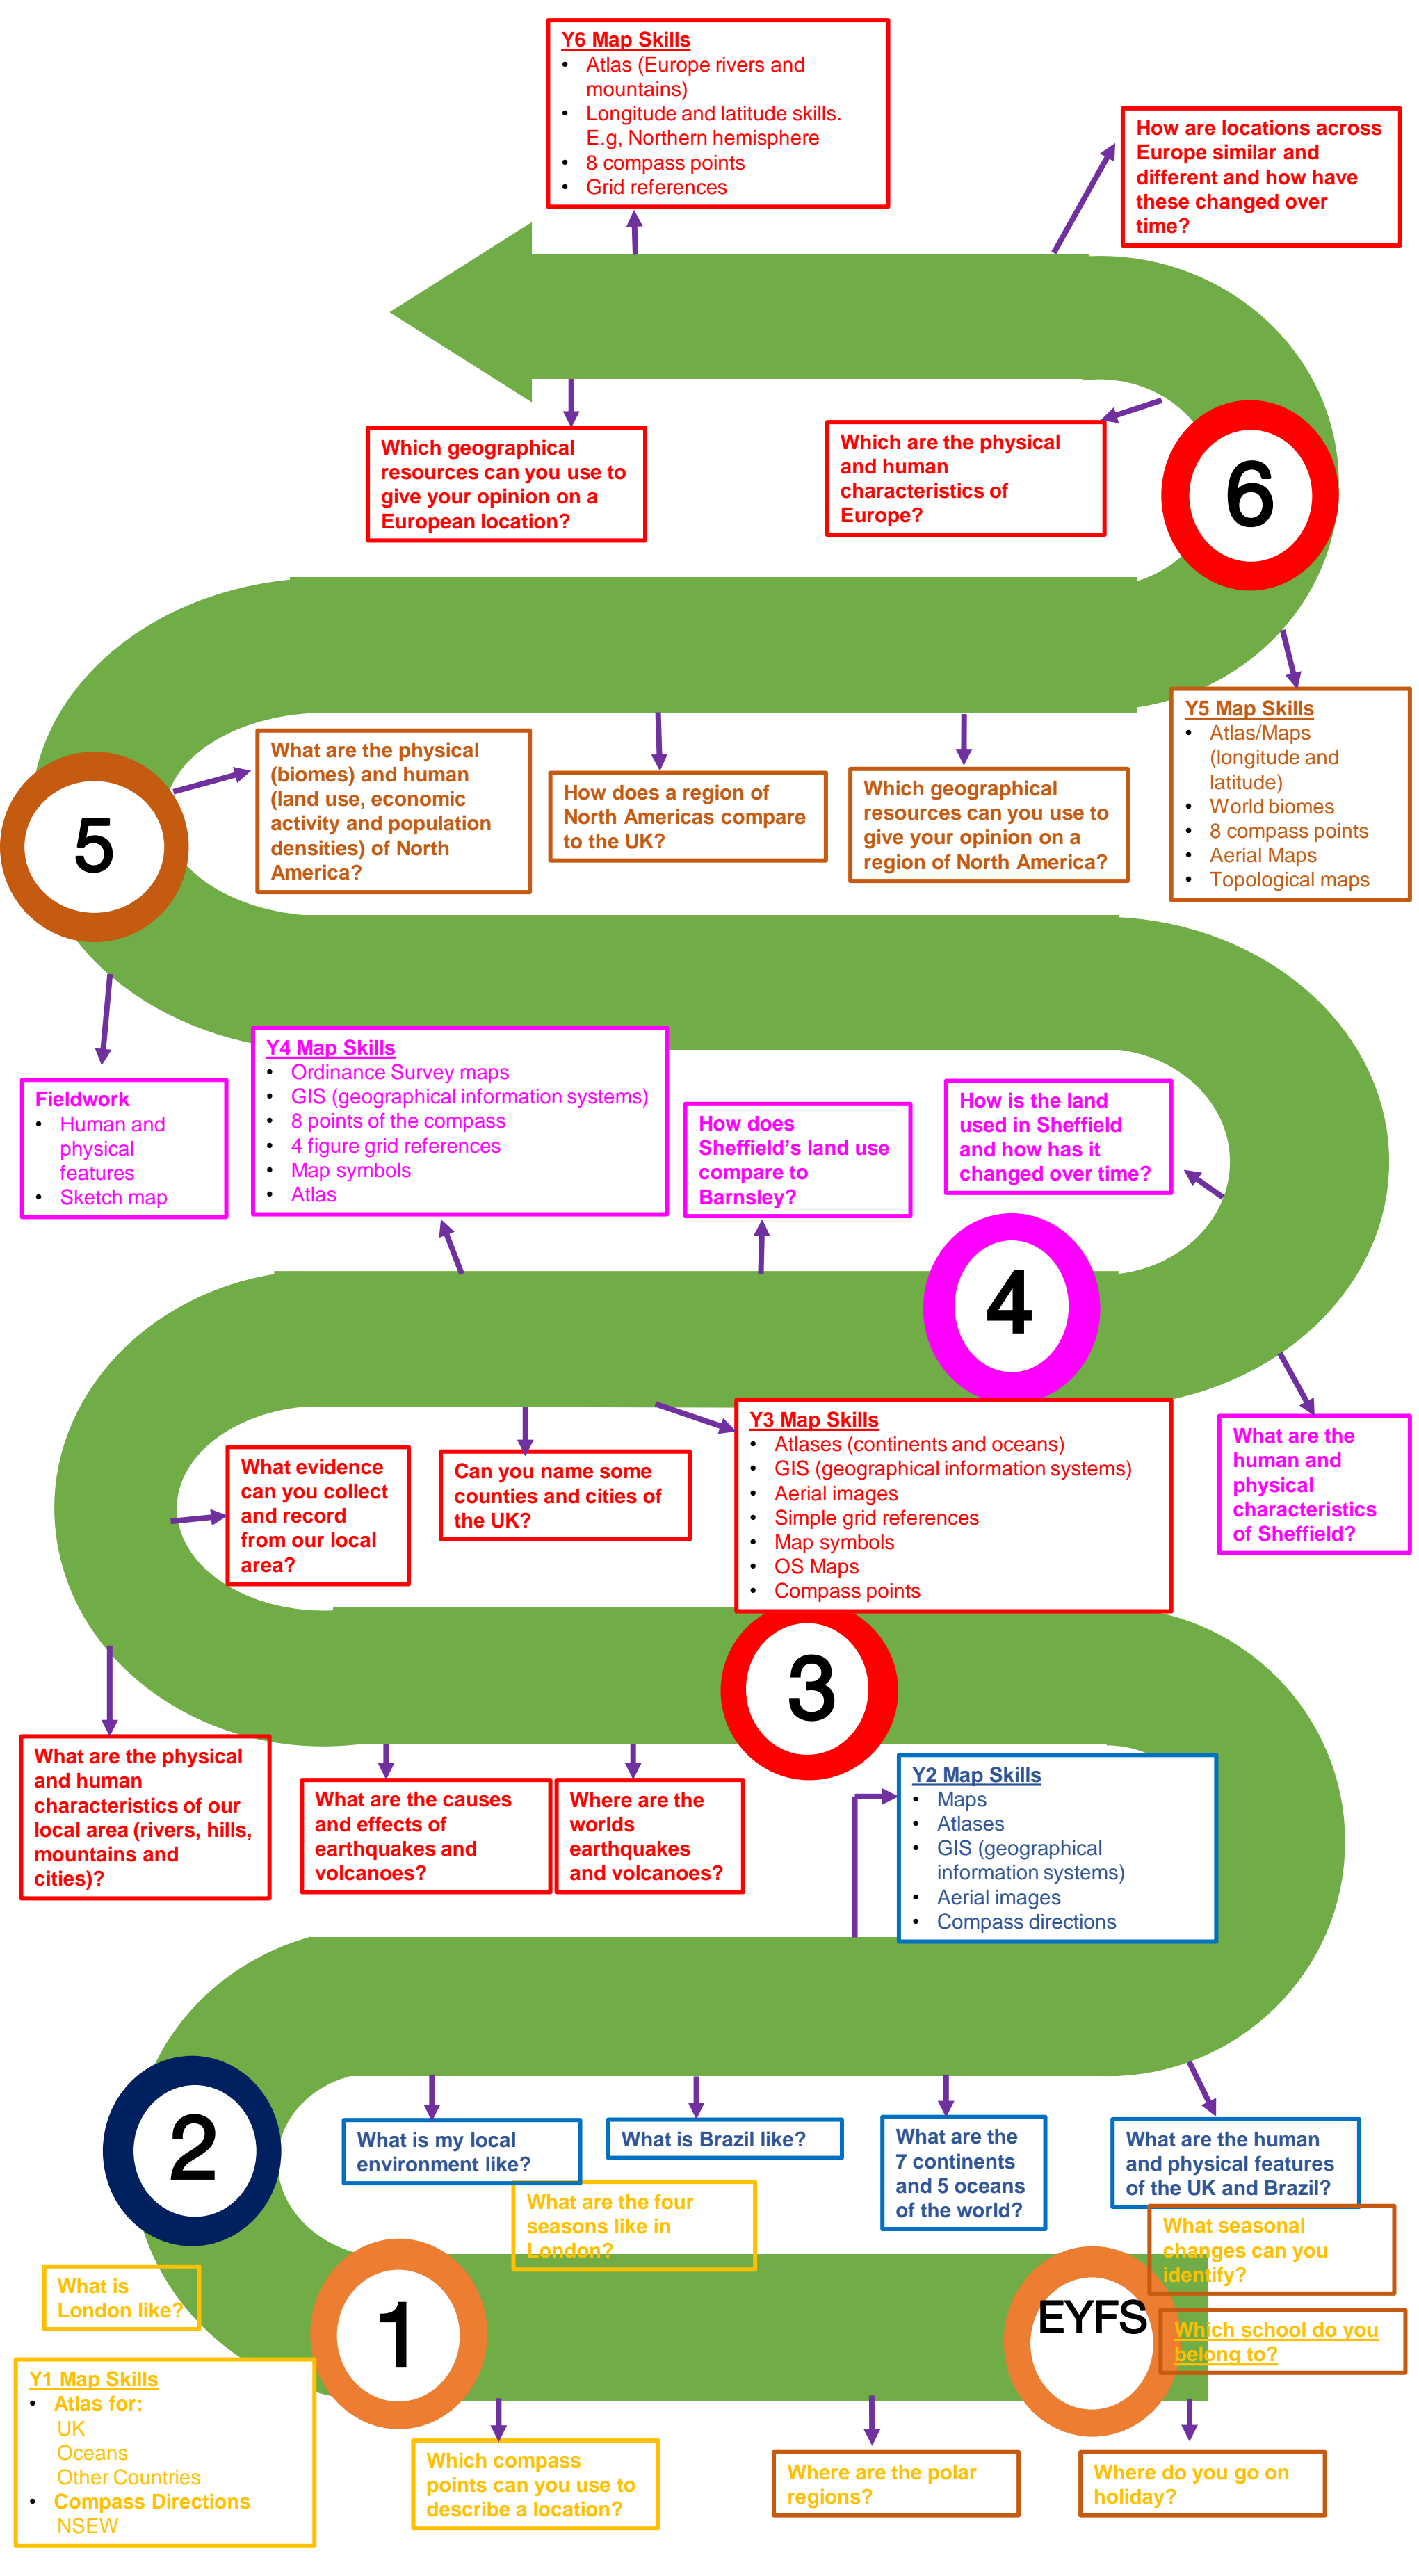 Y6 Map Skills
• Atlas (Europe rivers and
mountains)
• Longitude and latitude skills.
E.g, Northern hemisphere
• 8 compass points
• Grid references
How are locations across
Europe similar and
different and how have
these changed over
time?
Which geographical
resources can you use to
give your opinion on a
European location?
Which are the physical
and human
characteristics of
Europe?
6
Y5 Map Skills
• Atlas/Maps
(longitude and
latitude)
• World biomes
• 8 compass points
• Aerial Maps
• Topological maps
What are the physical
(biomes) and human
(land use, economic
activity and population
densities) of North
America?
How does a region of
North Americas compare
to the UK?
Which geographical
resources can you use to
give your opinion on a
region of North America?
5
Fieldwork
• Human and
physical
features
• Sketch map
Y4 Map Skills
• Ordinance Survey maps
• GIS (geographical information systems)
• 8 points of the compass
• 4 figure grid references
• Map symbols
• Atlas
How does
Sheffield's land use
compare to
Barnsley?
How is the land
used in Sheffield
and how has it
changed over time?
4
What are the
human and
physical
characteristics
of Sheffield?
What evidence
can you collect
and record
from our local
area?
Can you name some
counties and cities of
the UK?
Y3 Map Skills
• Atlases (continents and oceans)
• GIS (geographical information systems)
• Aerial images
• Simple grid references
• Map symbols
• OS Maps
• Compass points
3
What are the physical
and human
characteristics of our
local area (rivers, hills,
mountains and
cities)?
What are the causes
and effects of
earthquakes and
volcanoes?
Where are the
worlds
earthquakes
and volcanoes?
Y2 Map Skills
• Maps
• Atlases
• GIS (geographical
information systems)
• Aerial images
• Compass directions
2
What is my local
environment like?
What is Brazil like?
What are the
7 continents
and 5 oceans
of the world?
What are the human
and physical features
of the UK and Brazil?
What are the four
seasons like in
London?
What seasonal
changes can you
identify?
What is
London like?
1
EYFS
Which school do you
belong to?
Y1 Map Skills
• Atlas for:
UK
Oceans
Other Countries
• Compass Directions
NSEW
Which compass
points can you use to
describe a location?
Where are the polar
regions?
Where do you go on
holiday?